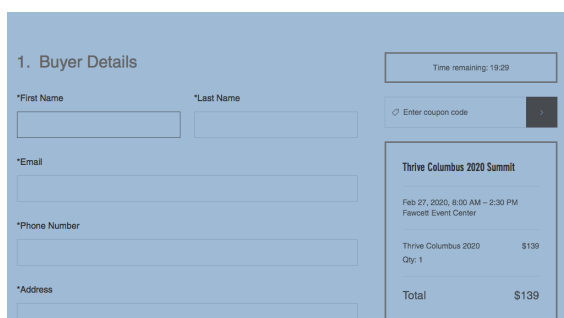 1. Buyer Details
*First Name
*Last Name
*Email
*Phone Number
*Address
Time remaining: 19:29
Enter coupon code
Thrive Columbus 2020 Summit
Feb 27, 2020, 8:00 AM – 2:30 PM
Fawcett Event Center
Thrive Columbus 2020 $139
Qty: 1
Total $139